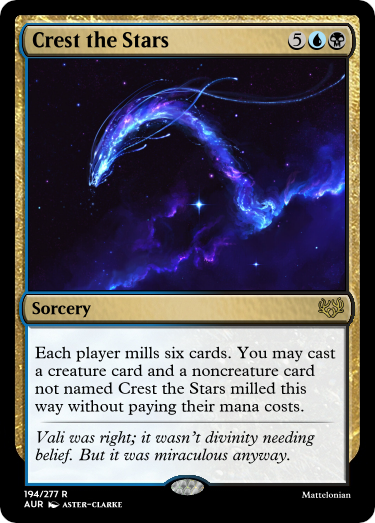 Crest the Stars 5
Sorcery
Each player mills six cards. You may cast
a creature card and a noncreature card
not named Crest the Stars milled this
way without paying their mana costs.
Vali was right; it wasn't divinity needing
belief. But it was miraculous anyway.
194/277 R
AUR ASTER-CLARKE
Mattelonian